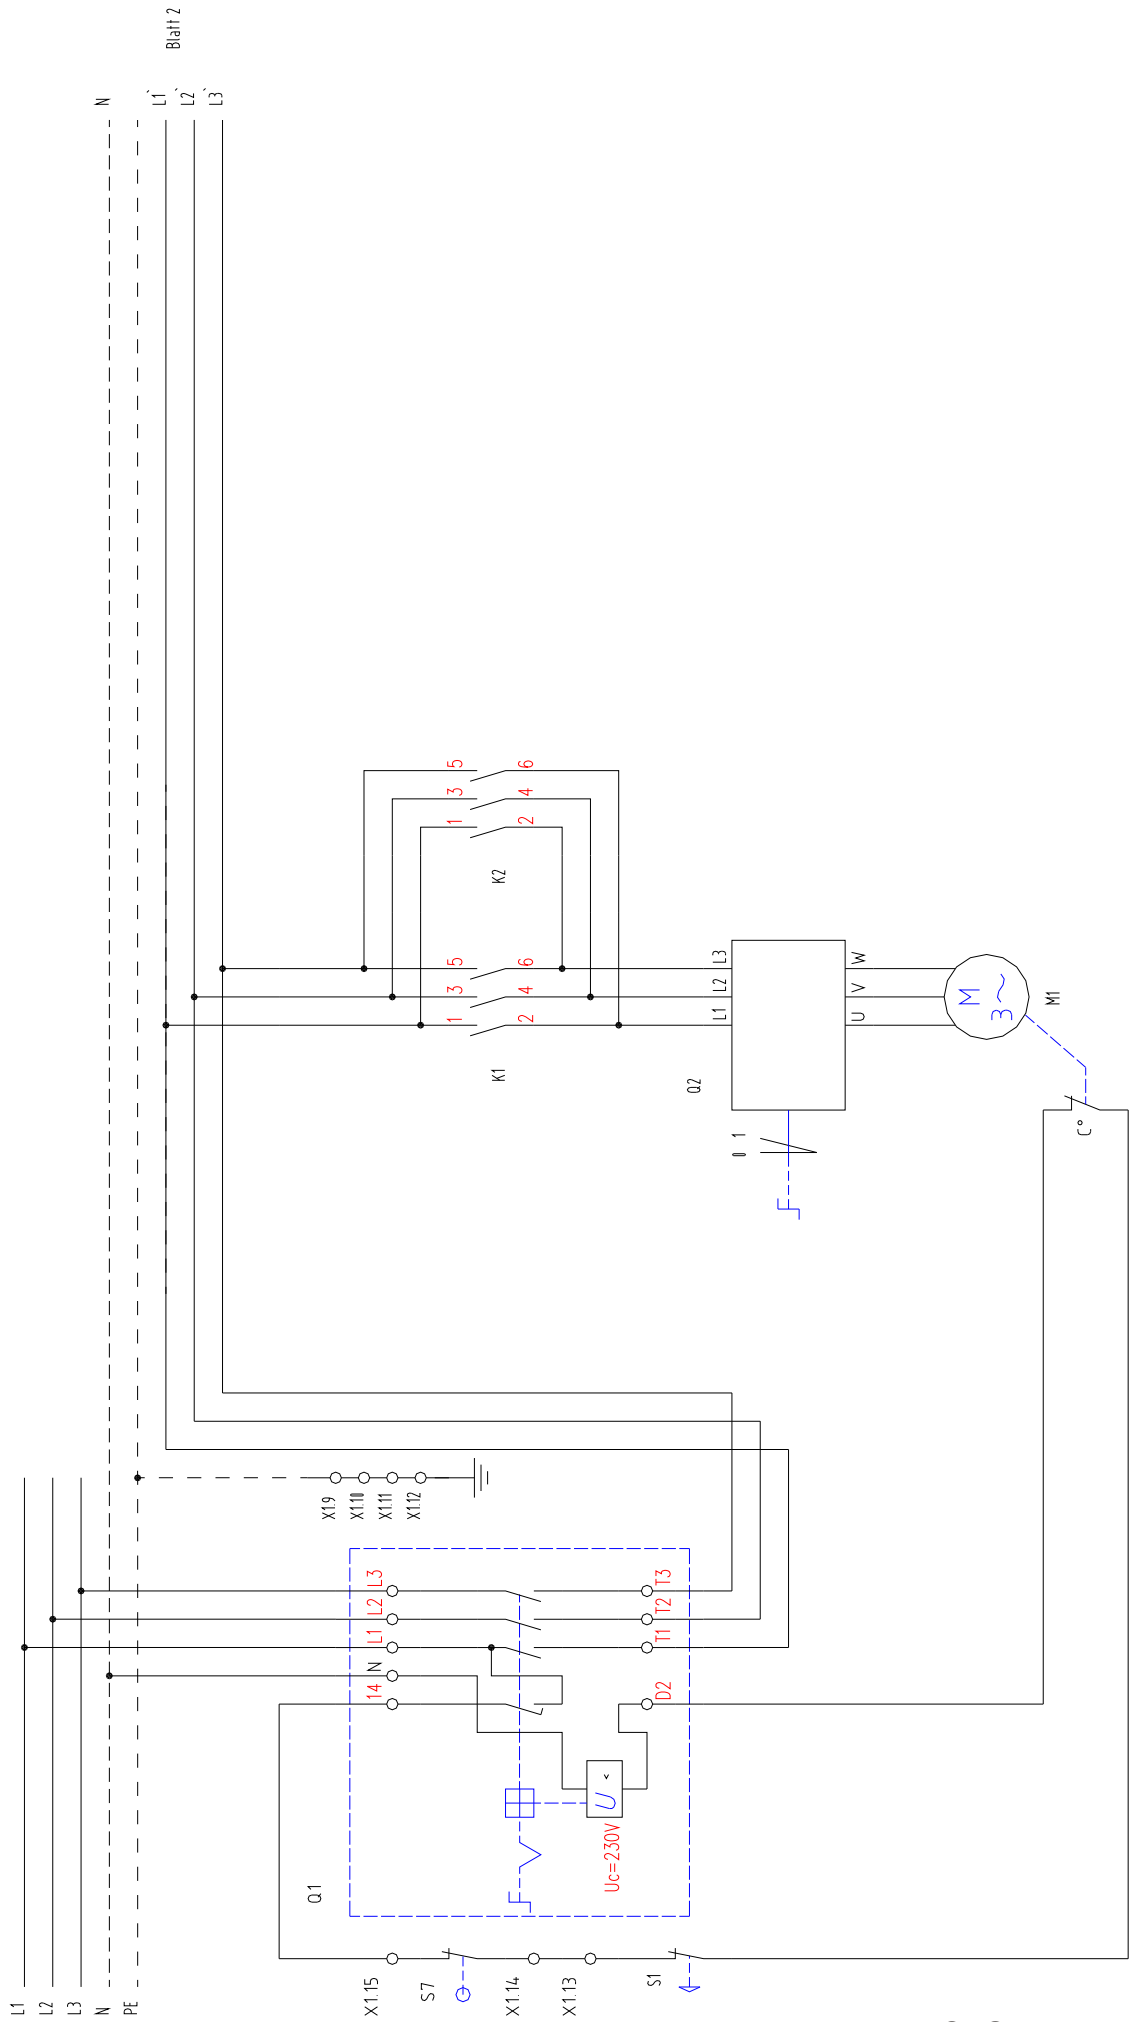 L1
L2
L3
N
PE
N
L1`
L2`
L3`
Blatt 2
X1.9
X1.10
X1.11
X1.12
Q1
14
N
L1
L2
L3
D2
T1
T2
T3
U <
Uc=230V
X1.15
S7
X1.14
X1.13
S1
K1
1
3
5
2
4
6
K2
1
3
5
2
4
6
Q2
L1
L2
L3
0 1
U
V
W
M
3~
M1
C°